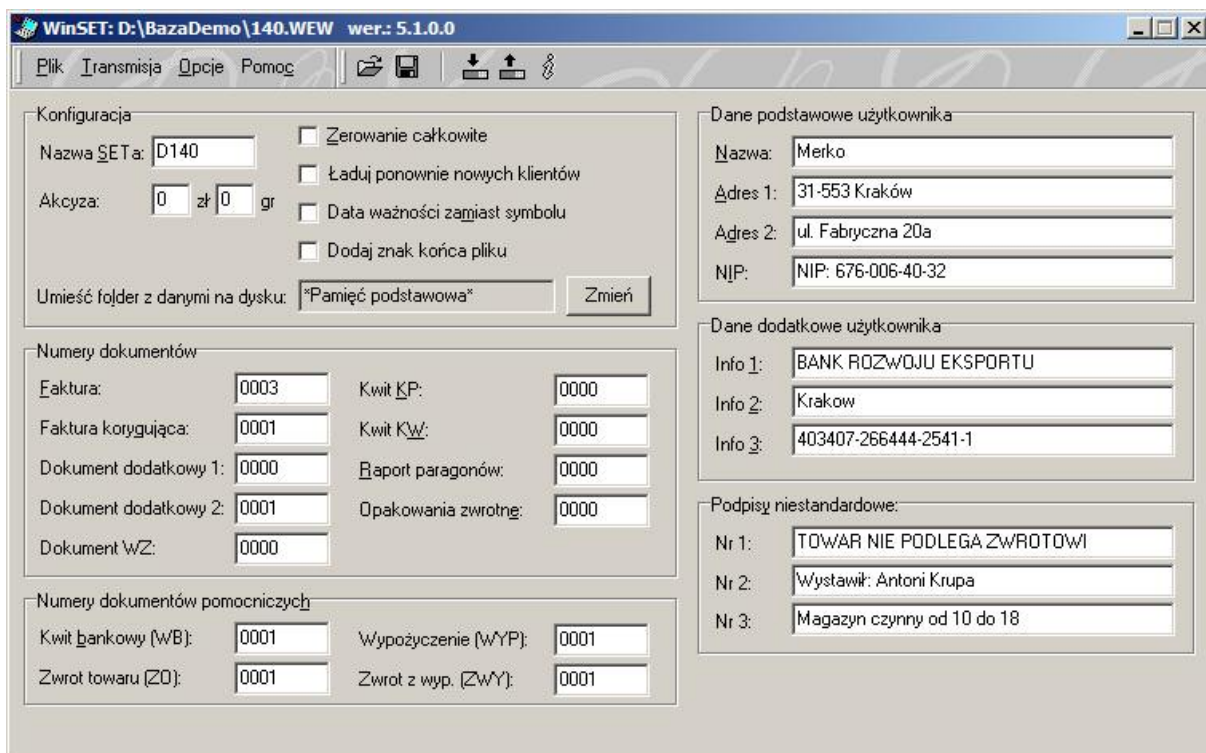 WinSET: D:\BazaDemo\140.WEW wer.: 5.1.0.0
Plik Transmisja Opcje Pomoc
Konfiguracja
Nazwa SETa: D140
Akcyza: 0 zł 0 gr
Zerowanie całkowite
Ładuj ponownie nowych klientów
Data ważności zamiast symbolu
Dodaj znak końca pliku
Umieść folder z danymi na dysku: *Pamięć podstawowa* Zmień
Numery dokumentów
Faktura: 0003
Faktura korygująca: 0001
Dokument dodatkowy 1: 0000
Dokument dodatkowy 2: 0001
Dokument WZ: 0000
Kwit KP: 0000
Kwit KW: 0000
Raport paragonów: 0000
Opakowania zwrotne: 0000
Numery dokumentów pomocniczych
Kwit bankowy (WB): 0001
Zwrot towaru (ZO): 0001
Wypożyczenie (WYP): 0001
Zwrot z wyp. (ZWY): 0001
Dane podstawowe użytkownika
Nazwa: Merko
Adres 1: 31-553 Kraków
Adres 2: ul. Fabryczna 20a
NIP: NIP: 676-006-40-32
Dane dodatkowe użytkownika
Info 1: BANK ROZWOJU EKSPORTU
Info 2: Krakow
Info 3: 403407-266444-2541-1
Podpisy niestandardowe:
Nr 1: TOWAR NIE PODLEGA ZWROTOWI
Nr 2: Wystawił: Antoni Krupa
Nr 3: Magazyn czynny od 10 do 18